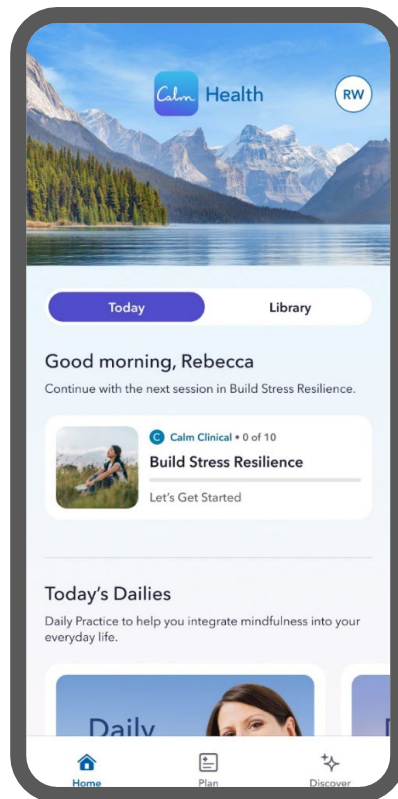 Calm Health
RW
Today
Library
Good morning, Rebecca
Continue with the next session in Build Stress Resilience.
C Calm Clinical • 0 of 10
Build Stress Resilience
Let's Get Started
Today's Dailies
Daily Practice to help you integrate mindfulness into your
everyday life.
Daily
Home
Plan
Discover